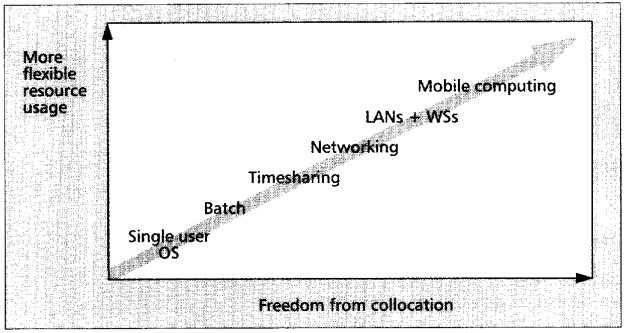 More
flexible
resource
usage
Mobile computing
LANs + WSs
Networking
Timesharing
Batch
Single user
OS
Freedom from collocation